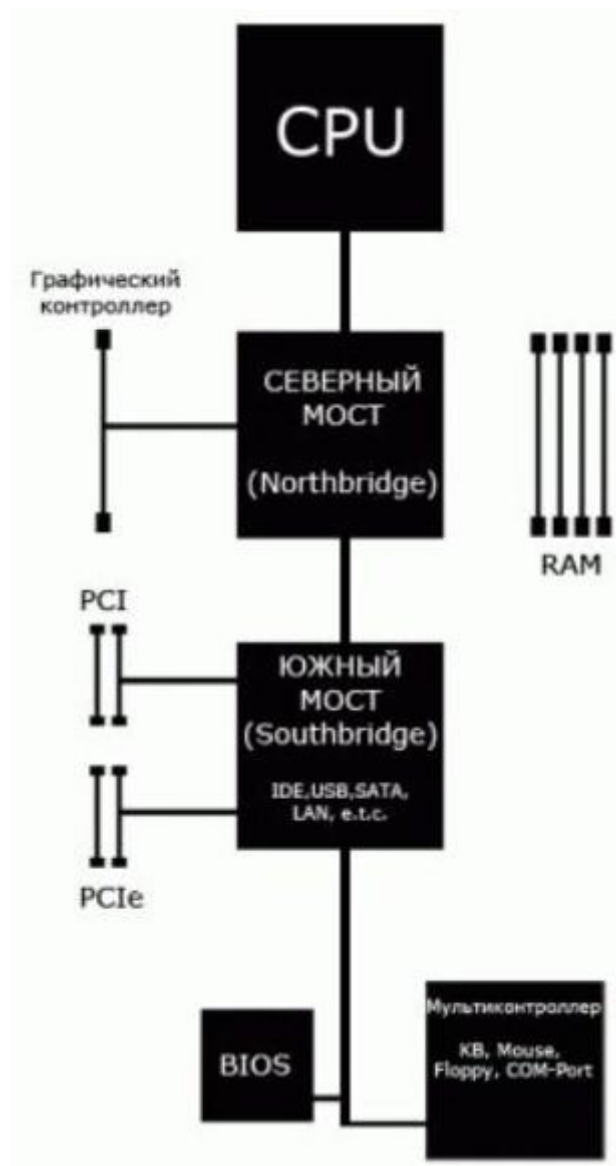 CPU
Графический
контроллер
СЕВЕРНЫЙ
МОСТ
(Northbridge)
RAM
PCI
ЮЖНЫЙ
МОСТ
(Southbridge)
IDE,USB,SATA,
LAN, e.t.c.
PCIe
BIOS
Мультиконтроллер
KB, Mouse,
Floppy, COM-Port